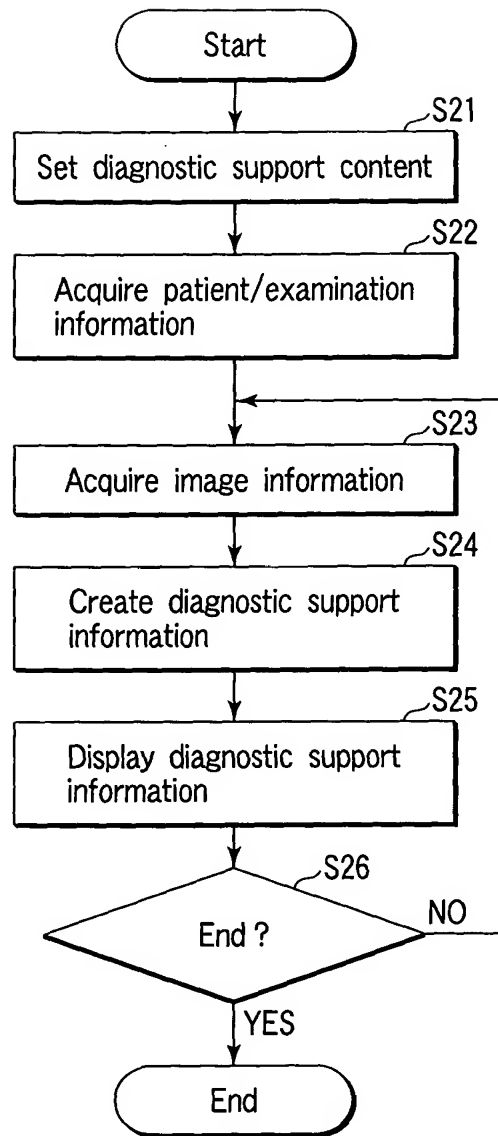 Start
S21
Set diagnostic support content
S22
Acquire patient/examination
information
S23
Acquire image information
S24
Create diagnostic support
information
S25
Display diagnostic support
information
S26
End ?
NO
YES
End